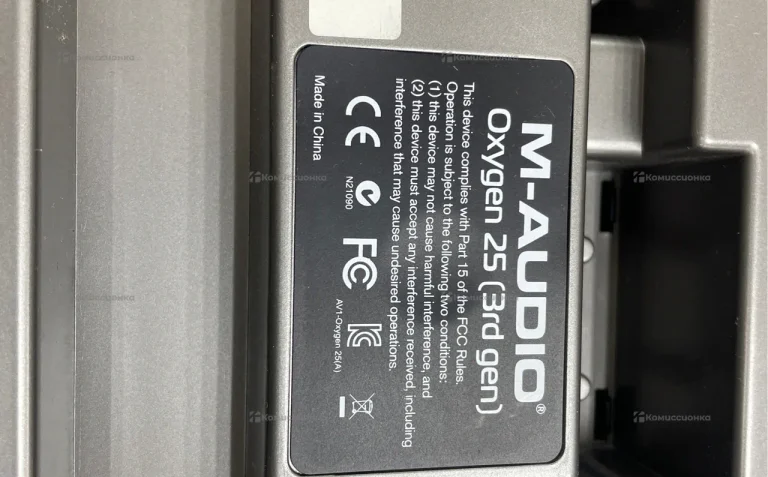 M-AUDIO®
Oxygen 25 (3rd gen)
This device complies with Part 15 of the FCC Rules.
Operation is subject to the following two conditions:
(1) this device may not cause harmful interference, and
(2) this device must accept any interference received, including
interference that may cause undesired operations.
CE
N21090
FC
AV1-Oxygen 25(A)
Made in China
Комиссионка
Комиссионка
Комиссионка
Комиссионка
Комиссионка
Комиссионка
Комиссионка
Комиссионка
Комиссионка